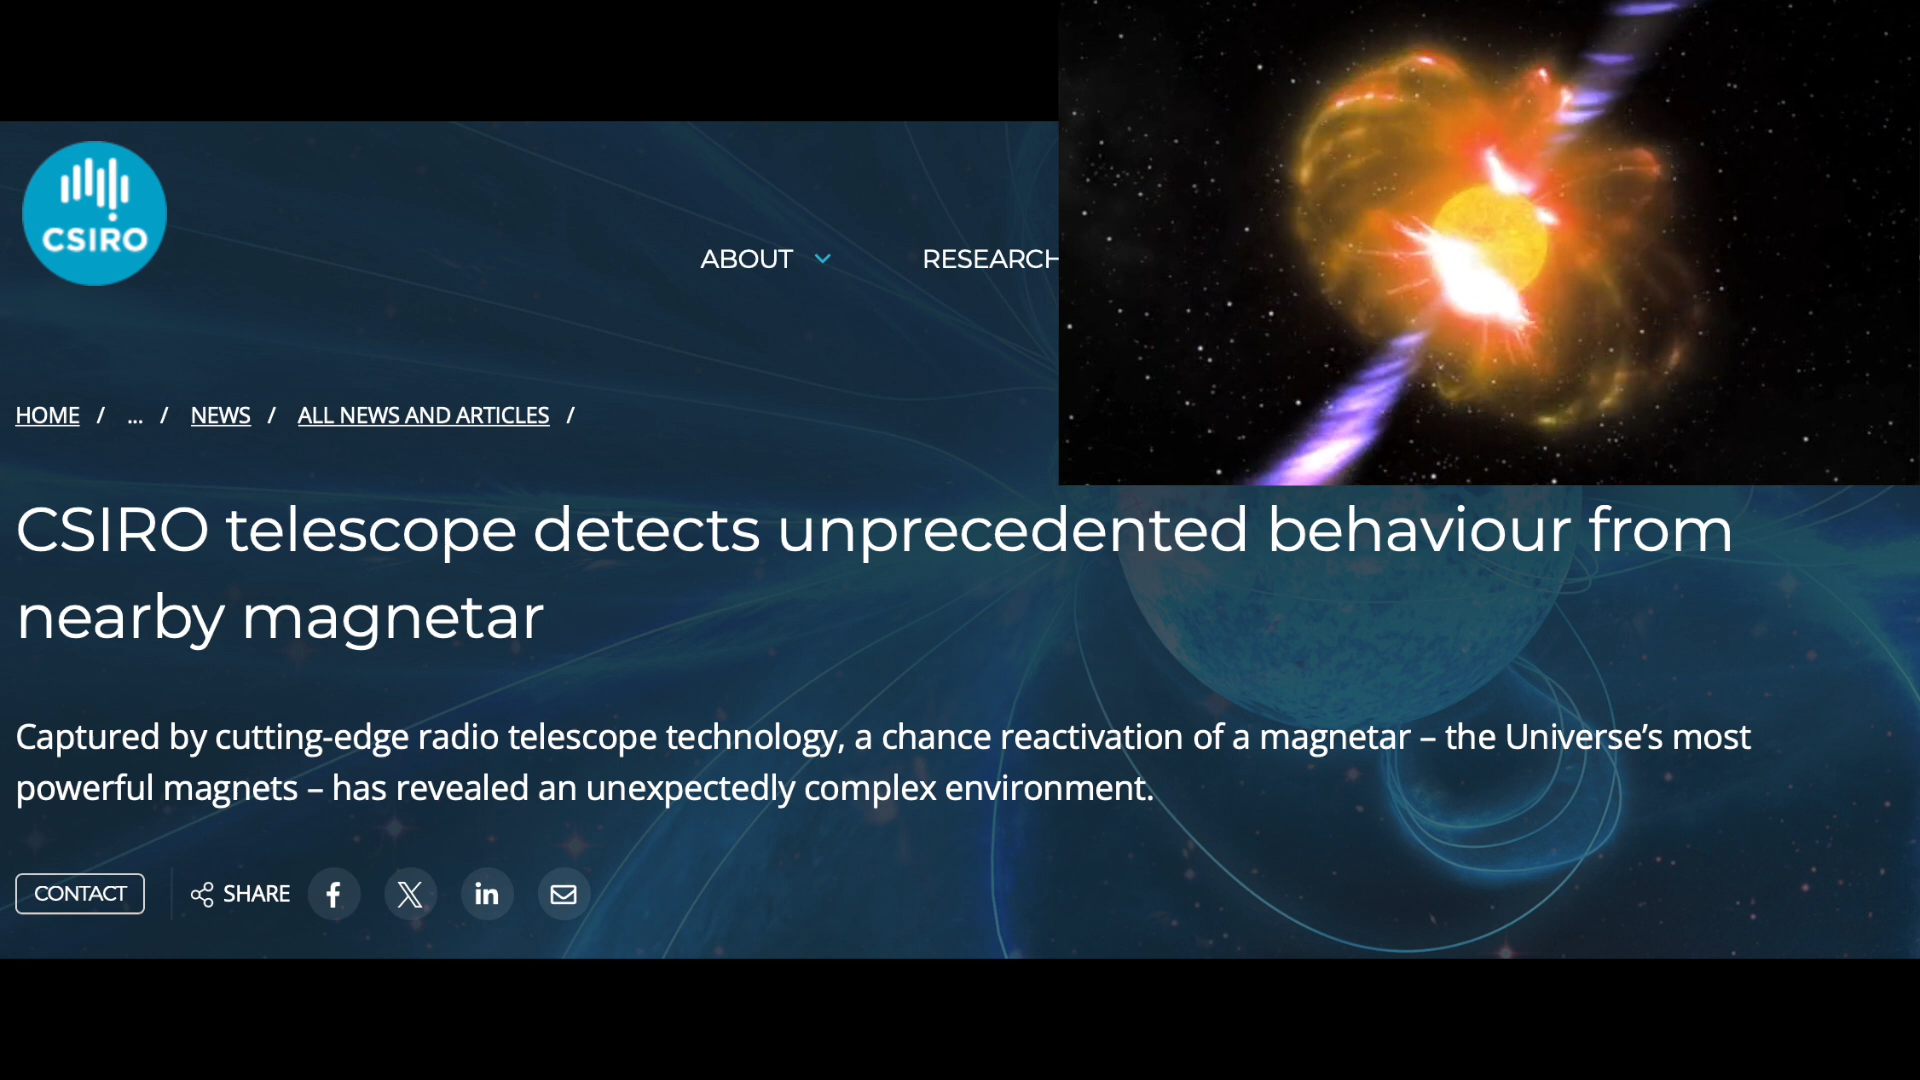 CSIRO
ABOUT RESEARCH
HOME / ... / NEWS / ALL NEWS AND ARTICLES /
CSIRO telescope detects unprecedented behaviour from
nearby magnetar
Captured by cutting-edge radio telescope technology, a chance reactivation of a magnetar – the Universe’s most
powerful magnets – has revealed an unexpectedly complex environment.
CONTACT SHARE